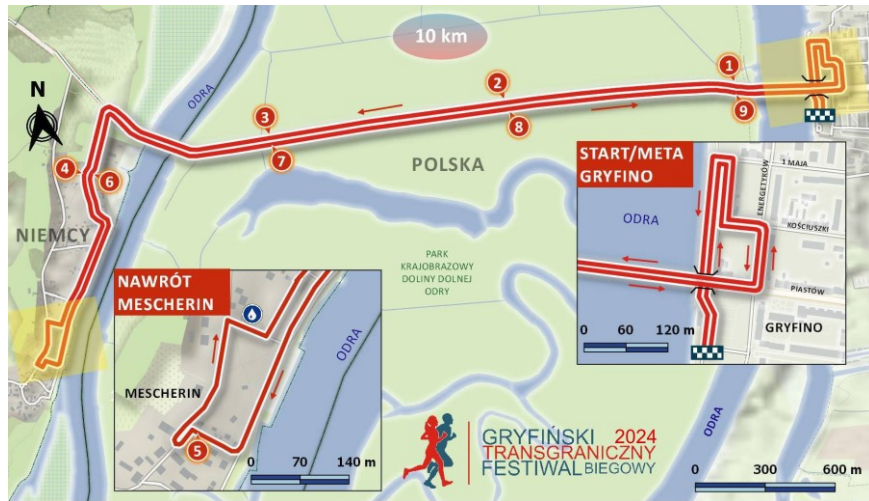 10 km
N
ODRA
1
2
3
4
6
7
8
9
POLSKA
NIEMCY
PARK
KRAJOBRAZOWY
DOLINY DOLNEJ
ODRY
START/META
GRYFINO
1 MAJA
ENERGETYKÓW
KOŚCIUSZKI
ODRA
PIASTÓW
GRYFINO
0 60 120 m
NAWRÓT
MESCHERIN
ODRA
MESCHERIN
5
0 70 140 m
GRYFIŃSKI 2024
TRANSGRANICZNY
FESTIWAL BIEGOWY
ODRA
0 300 600 m